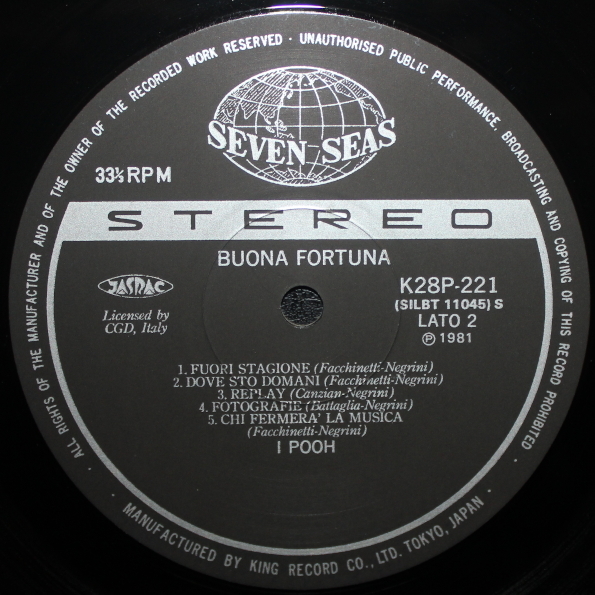 ALL RIGHTS OF THE MANUFACTURER AND OF THE OWNER OF THE RECORDED WORK RESERVED · UNAUTHORISED PUBLIC PERFORMANCE, BROADCASTING AND COPYING OF THIS RECORD PROHIBITED ·
SEVEN SEAS
33⅓RPM
STEREO
BUONA FORTUNA
JASRAC
Licensed by
CGD, Italy
K28P-221
(SILBT 11045) S
LATO 2
Ⓟ 1981
1. FUORI STAGIONE (Facchinetti-Negrini)
2. DOVE STO DOMANI (Facchinetti-Negrini)
3. REPLAY (Canzian-Negrini)
4. FOTOGRAFIE (Battaglia-Negrini)
5. CHI FERMERA' LA MUSICA
(Facchinetti-Negrini)
I POOH
· MANUFACTURED BY KING RECORD CO., LTD. TOKYO, JAPAN ·